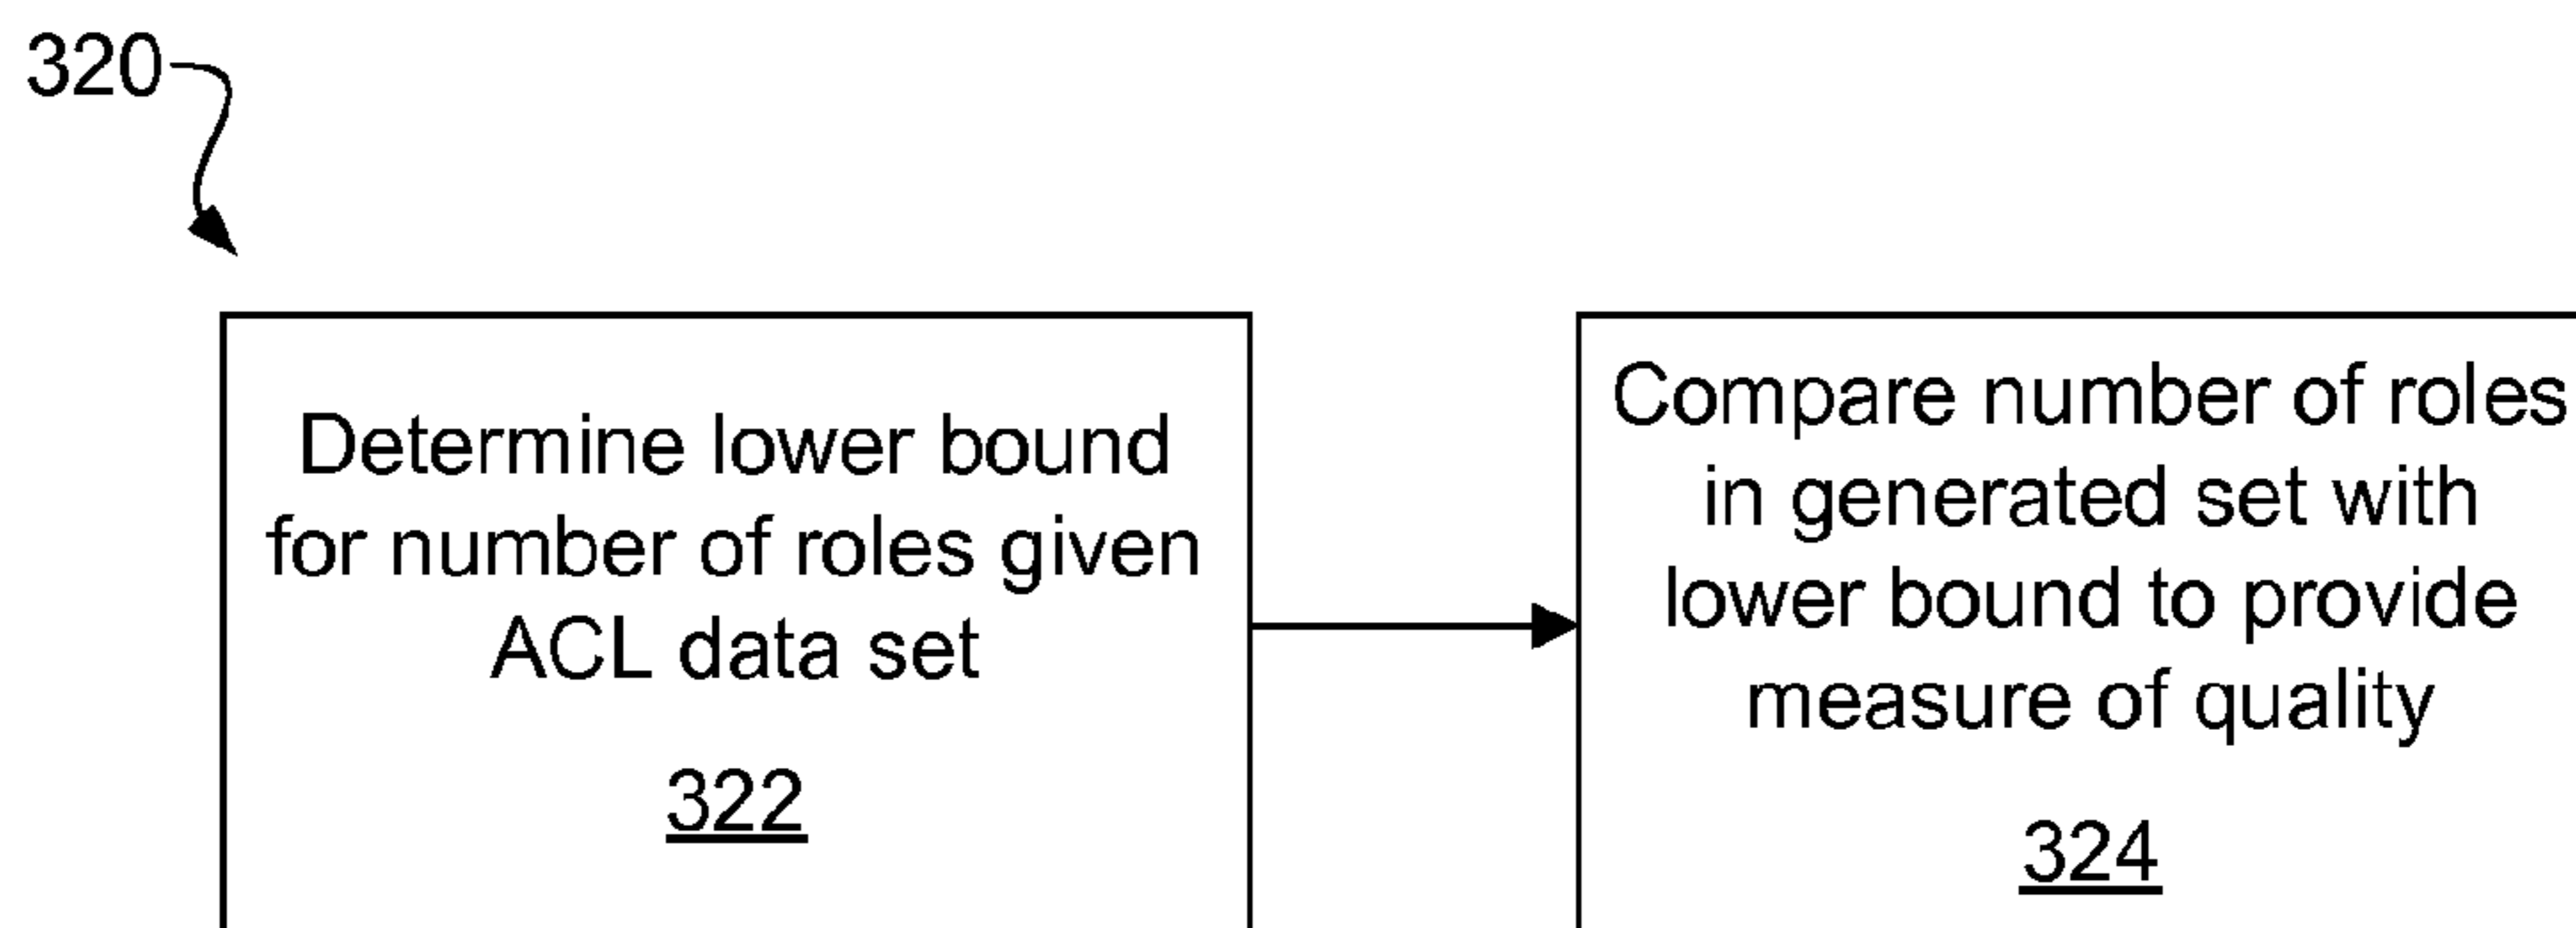 320
Determine lower bound
for number of roles given
ACL data set
322
Compare number of roles
in generated set with
lower bound to provide
measure of quality
324